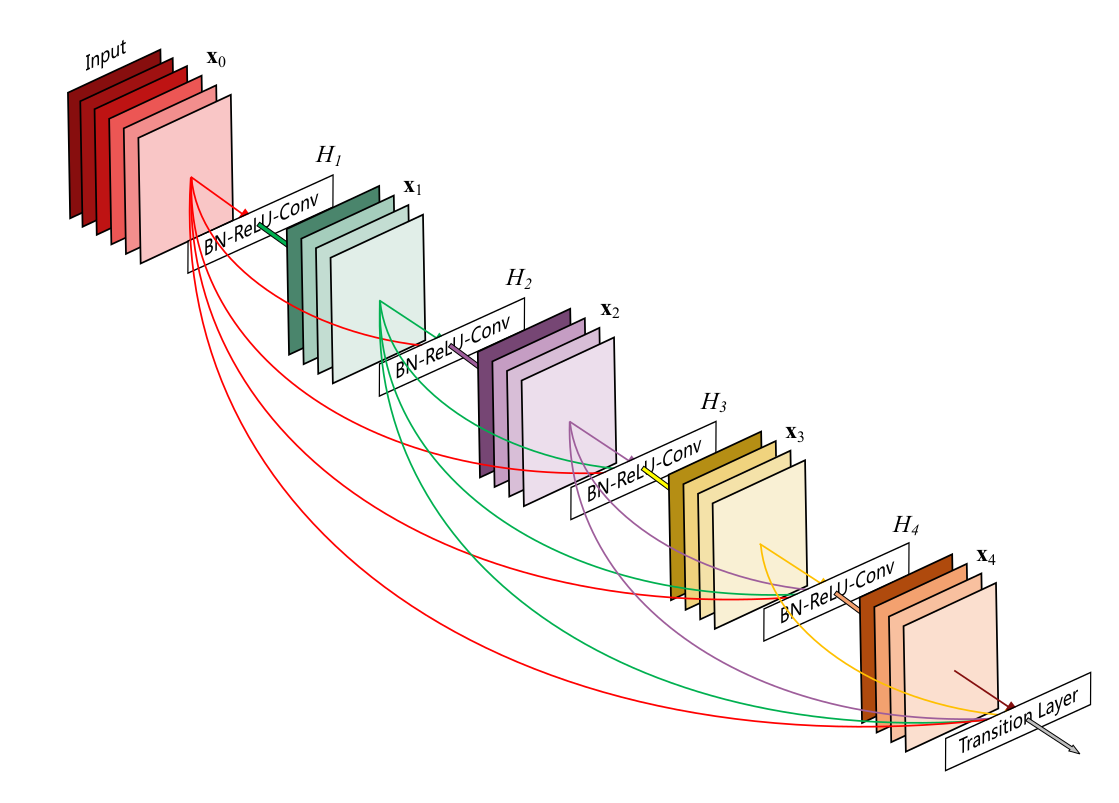 Input
x₀
H₁
BN-ReLU-Conv
x₁
H₂
BN-ReLU-Conv
x₂
H₃
BN-ReLU-Conv
x₃
H₄
BN-ReLU-Conv
x₄
Transition Layer